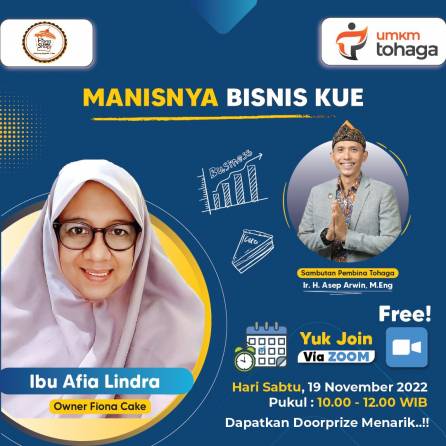 umkm
tohaga
MANISNYA BISNIS KUE
Business
Sambutan Pembina Tohaga
Ir. H. Asep Arwin, M.Eng
Free!
Yuk Join
Via ZOOM
Ibu Afia Lindra
Owner Fiona Cake
Hari Sabtu, 19 November 2022
Pukul : 10.00 - 12.00 WIB
Dapatkan Doorprize Menarik..!!